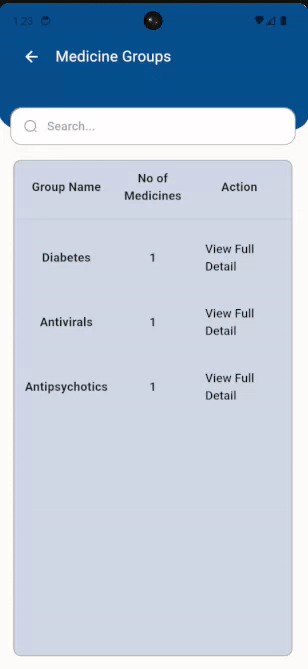 1:23
Medicine Groups
Search...
Group Name
No of
Medicines
Action
Diabetes
1
View Full
Detail
Antivirals
1
View Full
Detail
Antipsychotics
1
View Full
Detail